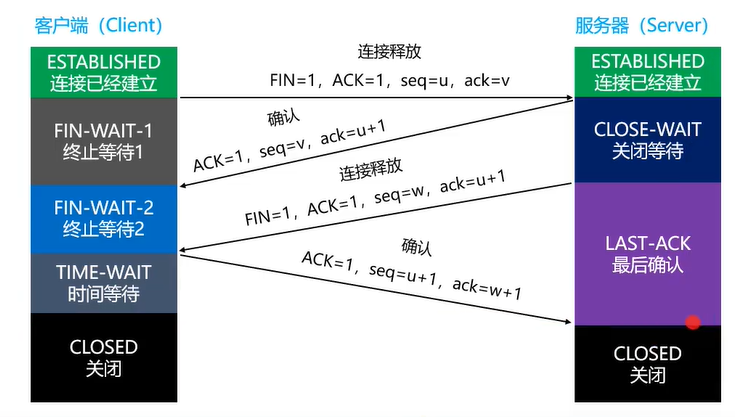 客户端（Client）
服务器（Server）
ESTABLISHED
连接已经建立
连接释放
FIN=1，ACK=1，seq=u，ack=v
ESTABLISHED
连接已经建立
FIN-WAIT-1
终止等待1
确认
ACK=1，seq=v，ack=u+1
CLOSE-WAIT
关闭等待
连接释放
FIN=1，ACK=1，seq=w，ack=u+1
FIN-WAIT-2
终止等待2
LAST-ACK
最后确认
确认
ACK=1，seq=u+1，ack=w+1
TIME-WAIT
时间等待
CLOSED
关闭
CLOSED
关闭